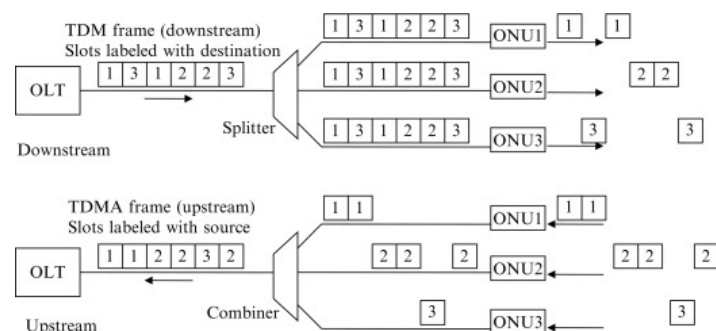 TDM frame (downstream)
Slots labeled with destination
1 3 1 2 2 3
1 3 1 2 2 3
ONU1
1 1
OLT
1 3 1 2 2 3
ONU2
2 2
Splitter
1 3 1 2 2 3
ONU3
3 3
Downstream
TDMA frame (upstream)
Slots labeled with source
1 1
ONU1
1 1
OLT
1 1 2 2 3 2
2 2 2
ONU2
2 2 2
Combiner
3
ONU3
3
Upstream